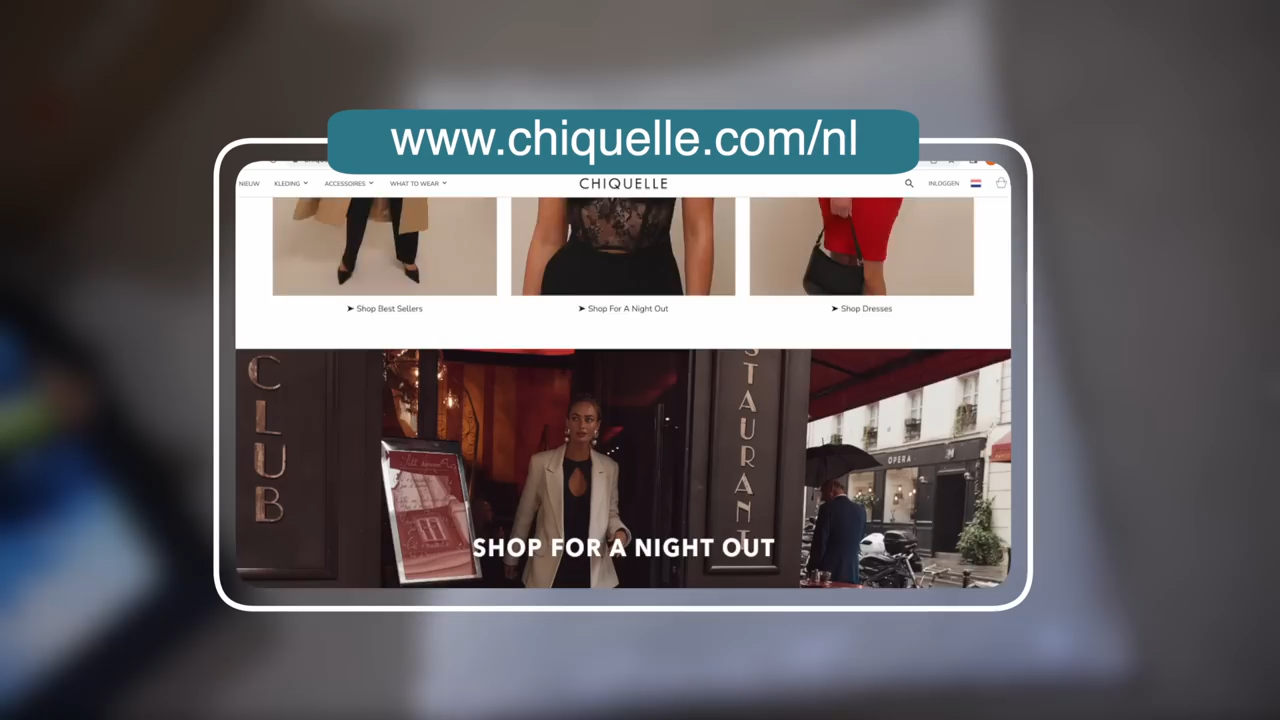 www.chiquelle.com/nl
NIEUW KLEDING ACCESSOIRES WHAT TO WEAR CHIQUELLE INLOGGEN
➤ Shop Best Sellers ➤ Shop For A Night Out ➤ Shop Dresses
CLUB
STAURANT
OPERA
SHOP FOR A NIGHT OUT